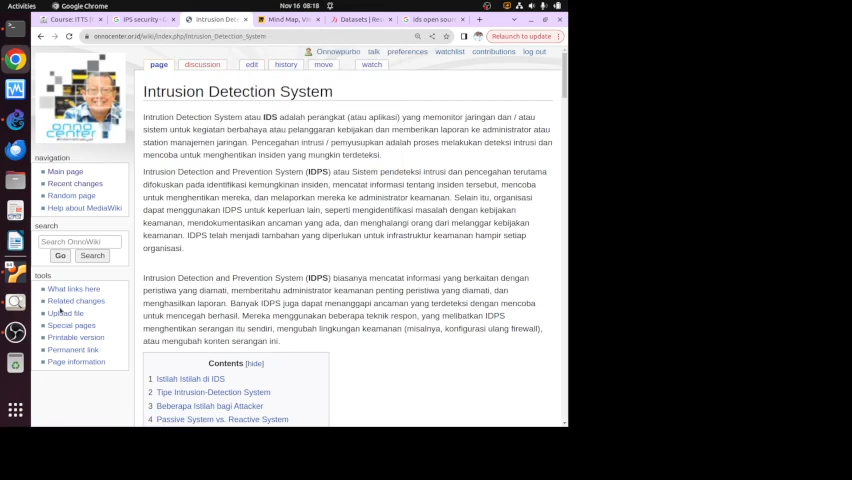 Activities
Google Chrome
Nov 16 08:18
Course: ITTS (
IPS security - G
Intrusion Dete
Mind Map, Vi
Datasets | Res
ids open sour
onnocenter.or.id/wiki/index.php/Intrusion_Detection_System
Relaunch to update
Onnowpurbo talk preferences watchlist contributions log out
page discussion edit history move watch
onno
center
navigation
Main page
Recent changes
Random page
Help about MediaWiki
search
Search OnnoWiki
Go Search
tools
What links here
Related changes
Upload file
Special pages
Printable version
Permanent link
Page information
Intrusion Detection System
Intrution Detection System atau IDS adalah perangkat (atau aplikasi) yang memonitor jaringan dan / atau
sistem untuk kegiatan berbahaya atau pelanggaran kebijakan dan memberikan laporan ke administrator atau
station manajemen jaringan. Pencegahan intrusi / penyusupkan adalah proses melakukan deteksi intrusi dan
mencoba untuk menghentikan insiden yang mungkin terdeteksi.
Intrusion Detection and Prevention System (IDPS) atau Sistem pendeteksi intrusi dan pencegahan terutama
difokuskan pada identifikasi kemungkinan insiden, mencatat informasi tentang insiden tersebut, mencoba
untuk menghentikan mereka, dan melaporkan mereka ke administrator keamanan. Selain itu, organisasi
dapat menggunakan IDPS untuk keperluan lain, seperti mengidentifikasi masalah dengan kebijakan
keamanan, mendokumentasikan ancaman yang ada, dan menghalangi orang dari melanggar kebijakan
keamanan. IDPS telah menjadi tambahan yang diperlukan untuk infrastruktur keamanan hampir setiap
organisasi.
Intrusion Detection and Prevention System (IDPS) biasanya mencatat informasi yang berkaitan dengan
peristiwa yang diamati, memberitahu administrator keamanan penting peristiwa yang diamati, dan
menghasilkan laporan. Banyak IDPS juga dapat menanggapi ancaman yang terdeteksi dengan mencoba
untuk mencegah berhasil. Mereka menggunakan beberapa teknik respon, yang melibatkan IDPS
menghentikan serangan itu sendiri, mengubah lingkungan keamanan (misalnya, konfigurasi ulang firewall),
atau mengubah konten serangan ini.
Contents [hide]
1 Istilah Istilah di IDS
2 Tipe Intrusion-Detection System
3 Beberapa Istilah bagi Attacker
4 Passive System vs. Reactive System